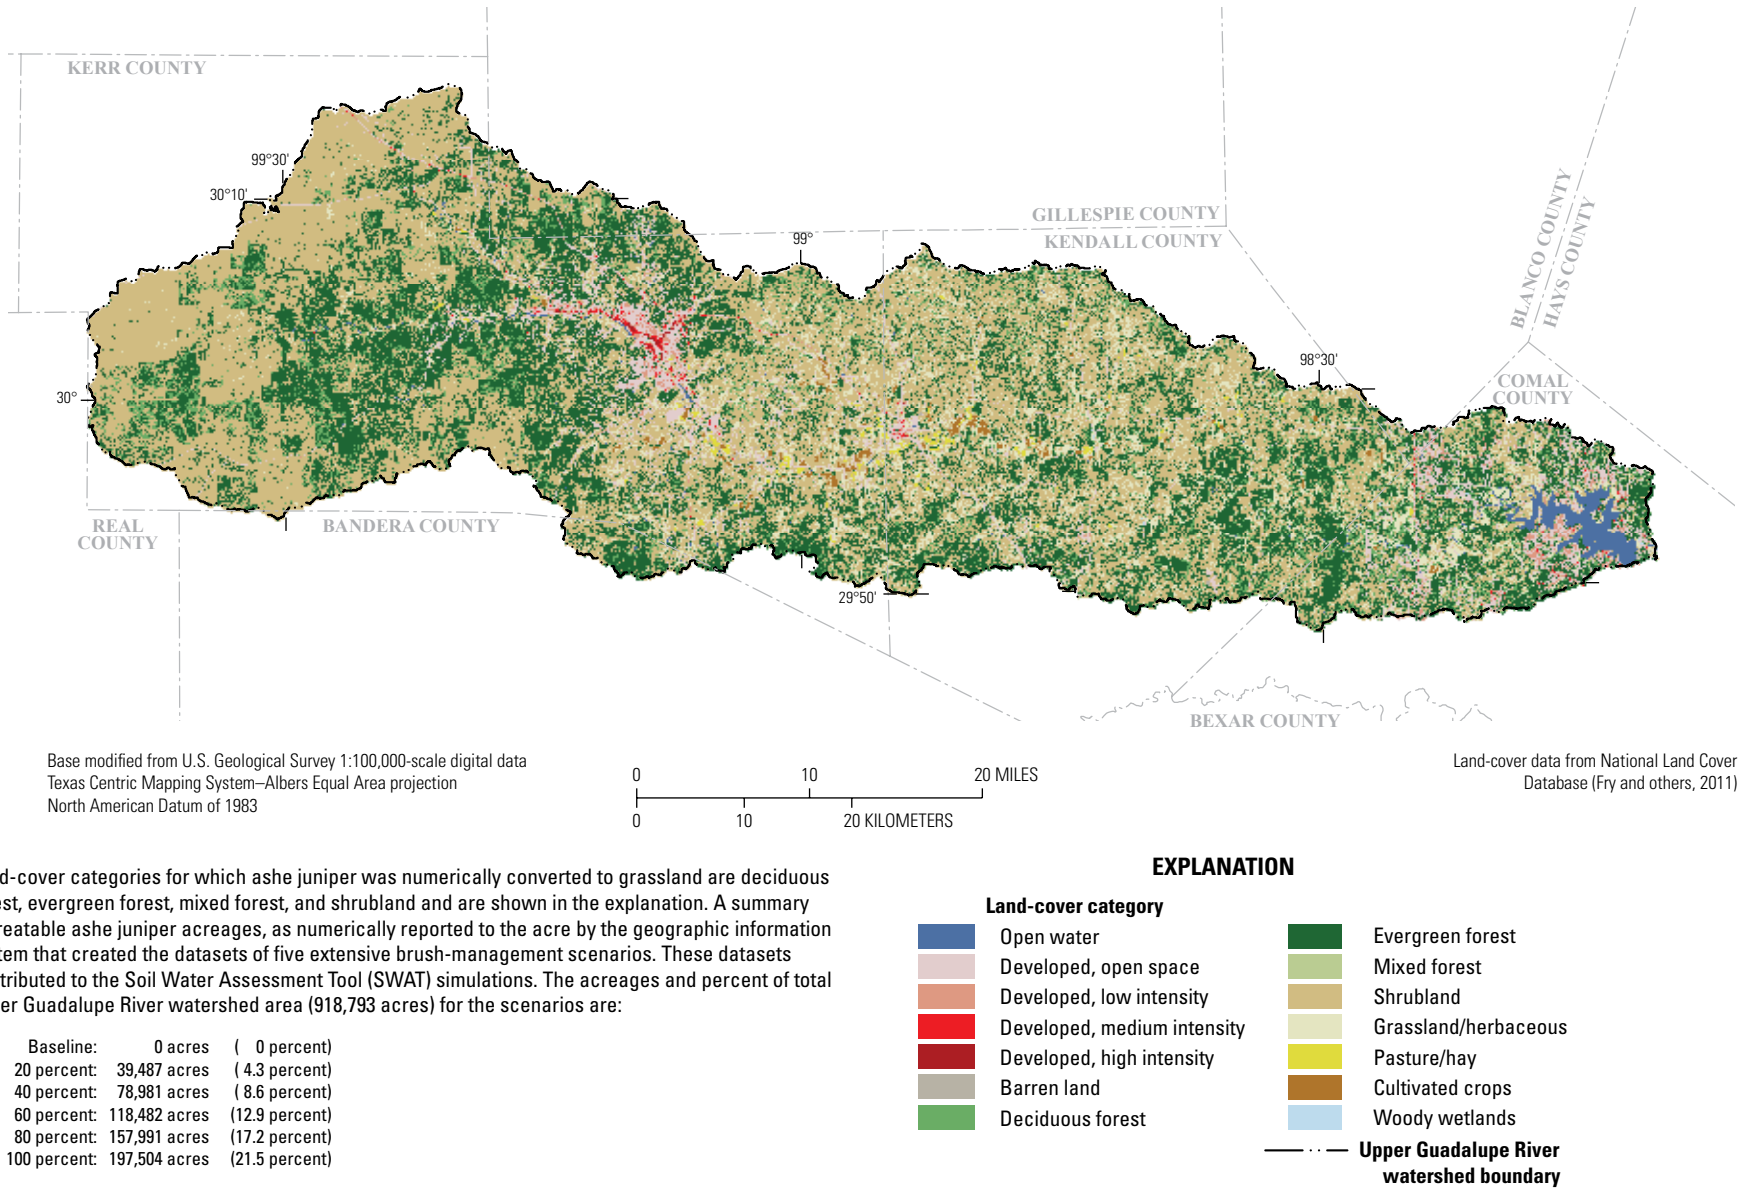 KERR COUNTY
99°30'
30°10'
GILLESPIE COUNTY
KENDALL COUNTY
99°
BLANCO COUNTY
HAYS COUNTY
98°30'
30°
COMAL
COUNTY
REAL
COUNTY
BANDERA COUNTY
29°50'
BEXAR COUNTY
Base modified from U.S. Geological Survey 1:100,000-scale digital data
Texas Centric Mapping System–Albers Equal Area projection
North American Datum of 1983
0 10 20 MILES
0 10 20 KILOMETERS
Land-cover data from National Land Cover
Database (Fry and others, 2011)
d-cover categories for which ashe juniper was numerically converted to grassland are deciduous
est, evergreen forest, mixed forest, and shrubland and are shown in the explanation. A summary
reatable ashe juniper acreages, as numerically reported to the acre by the geographic information
tem that created the datasets of five extensive brush-management scenarios. These datasets
tributed to the Soil Water Assessment Tool (SWAT) simulations. The acreages and percent of total
er Guadalupe River watershed area (918,793 acres) for the scenarios are:
Baseline: 0 acres ( 0 percent)
20 percent: 39,487 acres ( 4.3 percent)
40 percent: 78,981 acres ( 8.6 percent)
60 percent: 118,482 acres (12.9 percent)
80 percent: 157,991 acres (17.2 percent)
100 percent: 197,504 acres (21.5 percent)
EXPLANATION
Land-cover category
Open water
Developed, open space
Developed, low intensity
Developed, medium intensity
Developed, high intensity
Barren land
Deciduous forest
Evergreen forest
Mixed forest
Shrubland
Grassland/herbaceous
Pasture/hay
Cultivated crops
Woody wetlands
Upper Guadalupe River
watershed boundary